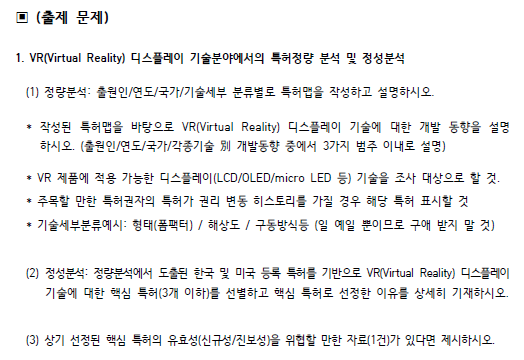 ▣ (출제 문제)
1. VR(Virtual Reality) 디스플레이 기술분야에서의 특허정량 분석 및 정성분석
(1) 정량분석: 출원인/연도/국가/기술세부 분류별로 특허맵을 작성하고 설명하시오.
* 작성된 특허맵을 바탕으로 VR(Virtual Reality) 디스플레이 기술에 대한 개발 동향을 설명
하시오. (출원인/연도/국가/각종기술 別 개발동향 중에서 3가지 범주 이내로 설명)
* VR 제품에 적용 가능한 디스플레이(LCD/OLED/micro LED 등) 기술을 조사 대상으로 할 것.
* 주목할 만한 특허권자의 특허가 권리 변동 히스토리를 가질 경우 해당 특허 표시할 것
* 기술세부분류예시: 형태(폼팩터) / 해상도 / 구동방식등 (일 예일 뿐이므로 구애 받지 말 것)
(2) 정성분석: 정량분석에서 도출된 한국 및 미국 등록 특허를 기반으로 VR(Virtual Reality) 디스플레이
기술에 대한 핵심 특허(3개 이하)를 선별하고 핵심 특허로 선정한 이유를 상세히 기재하시오.
(3) 상기 선정된 핵심 특허의 유효성(신규성/진보성)을 위협할 만한 자료(1건)가 있다면 제시하시오.